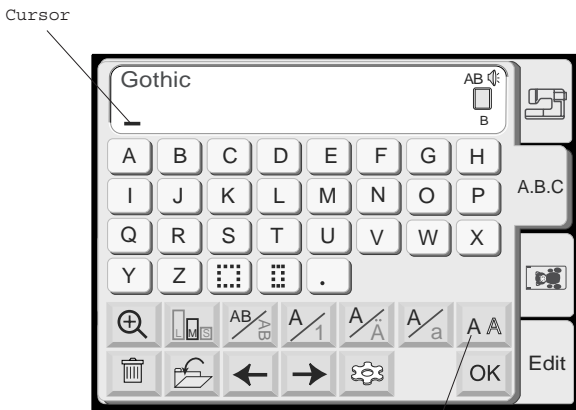 Cursor
Gothic
AB
B
A B C D E F G H
I J K L M N O P
A.B.C
Q R S T U V W X
Y Z .
L M S AB AB A 1 A Ä A a A A
OK
Edit